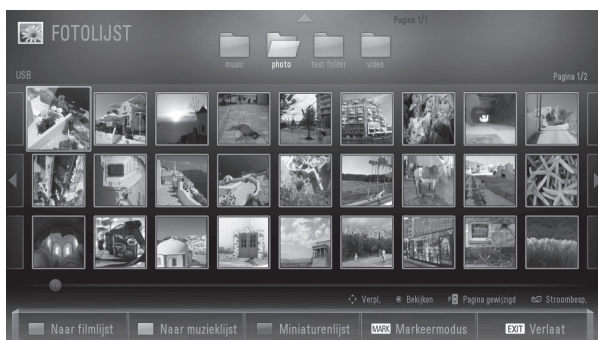 FOTOLIJST
Pagina 1/1
music photo test folder video
USB
Pagina 1/2
Verpl. Bekijken P Pagina gewijzigd Stroombesp.
Naar filmlijst Naar muzieklijst Miniaturenlijst MARK Markeermodus EXIT Verlaat